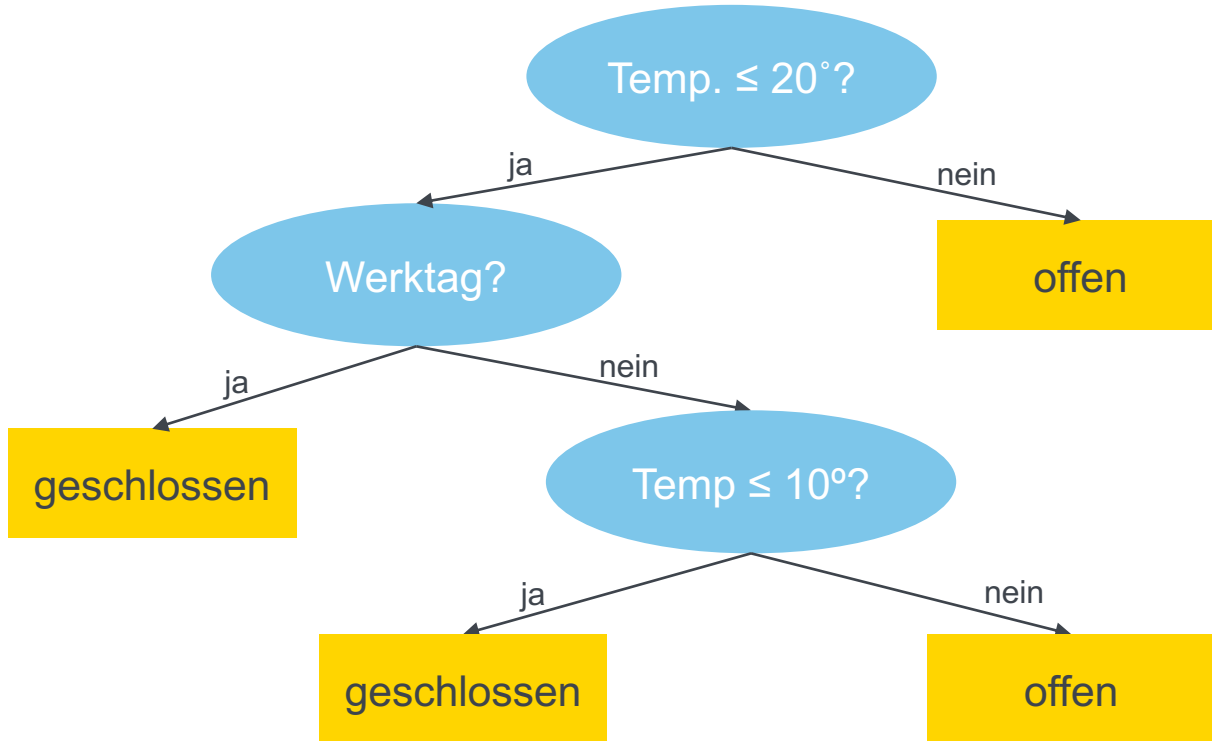 Temp. ≤ 20˚?
ja
nein
Werktag?
offen
ja
nein
geschlossen
Temp ≤ 10º?
ja
nein
geschlossen
offen